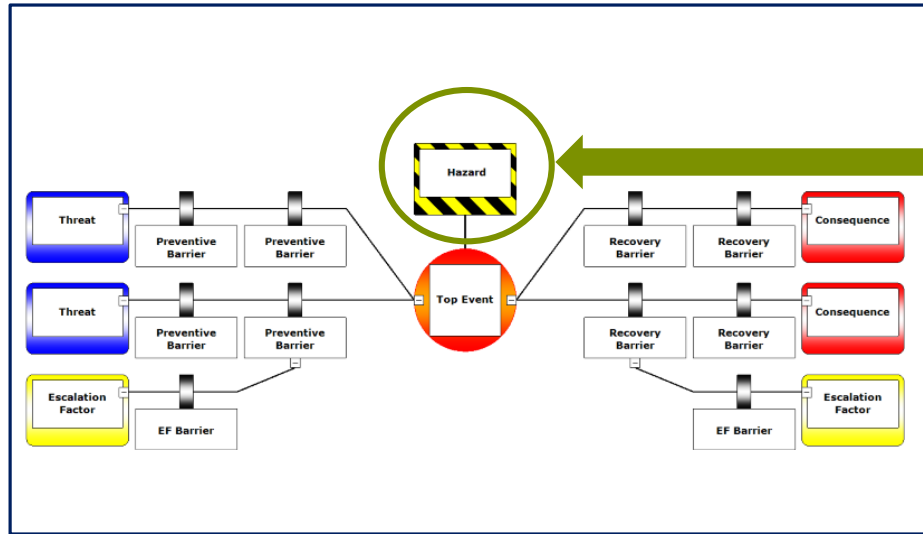 Hazard
Threat
Preventive
Barrier
Preventive
Barrier
Recovery
Barrier
Recovery
Barrier
Consequence
Top Event
Threat
Preventive
Barrier
Preventive
Barrier
Recovery
Barrier
Recovery
Barrier
Consequence
Escalation
Factor
EF Barrier
EF Barrier
Escalation
Factor